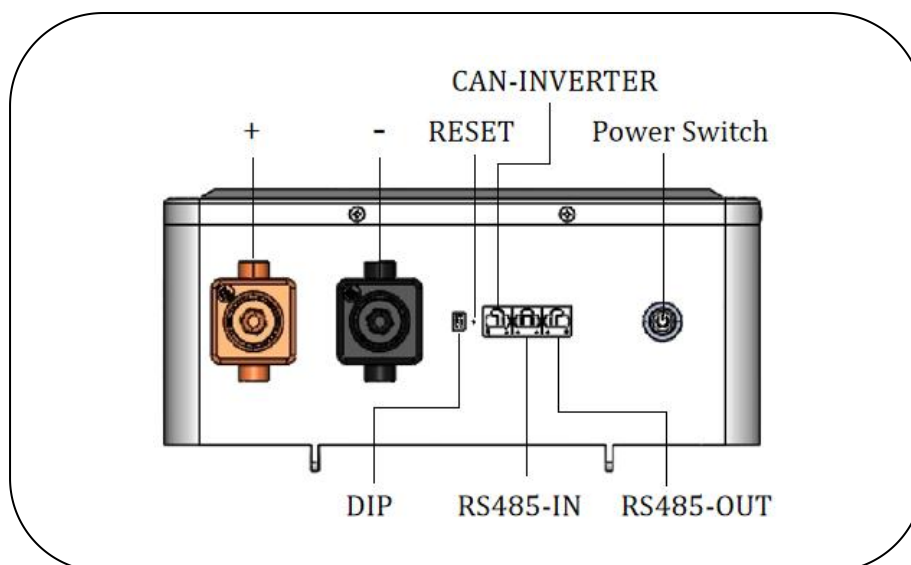 CAN-INVERTER
+ - RESET Power Switch
DIP RS485-IN RS485-OUT